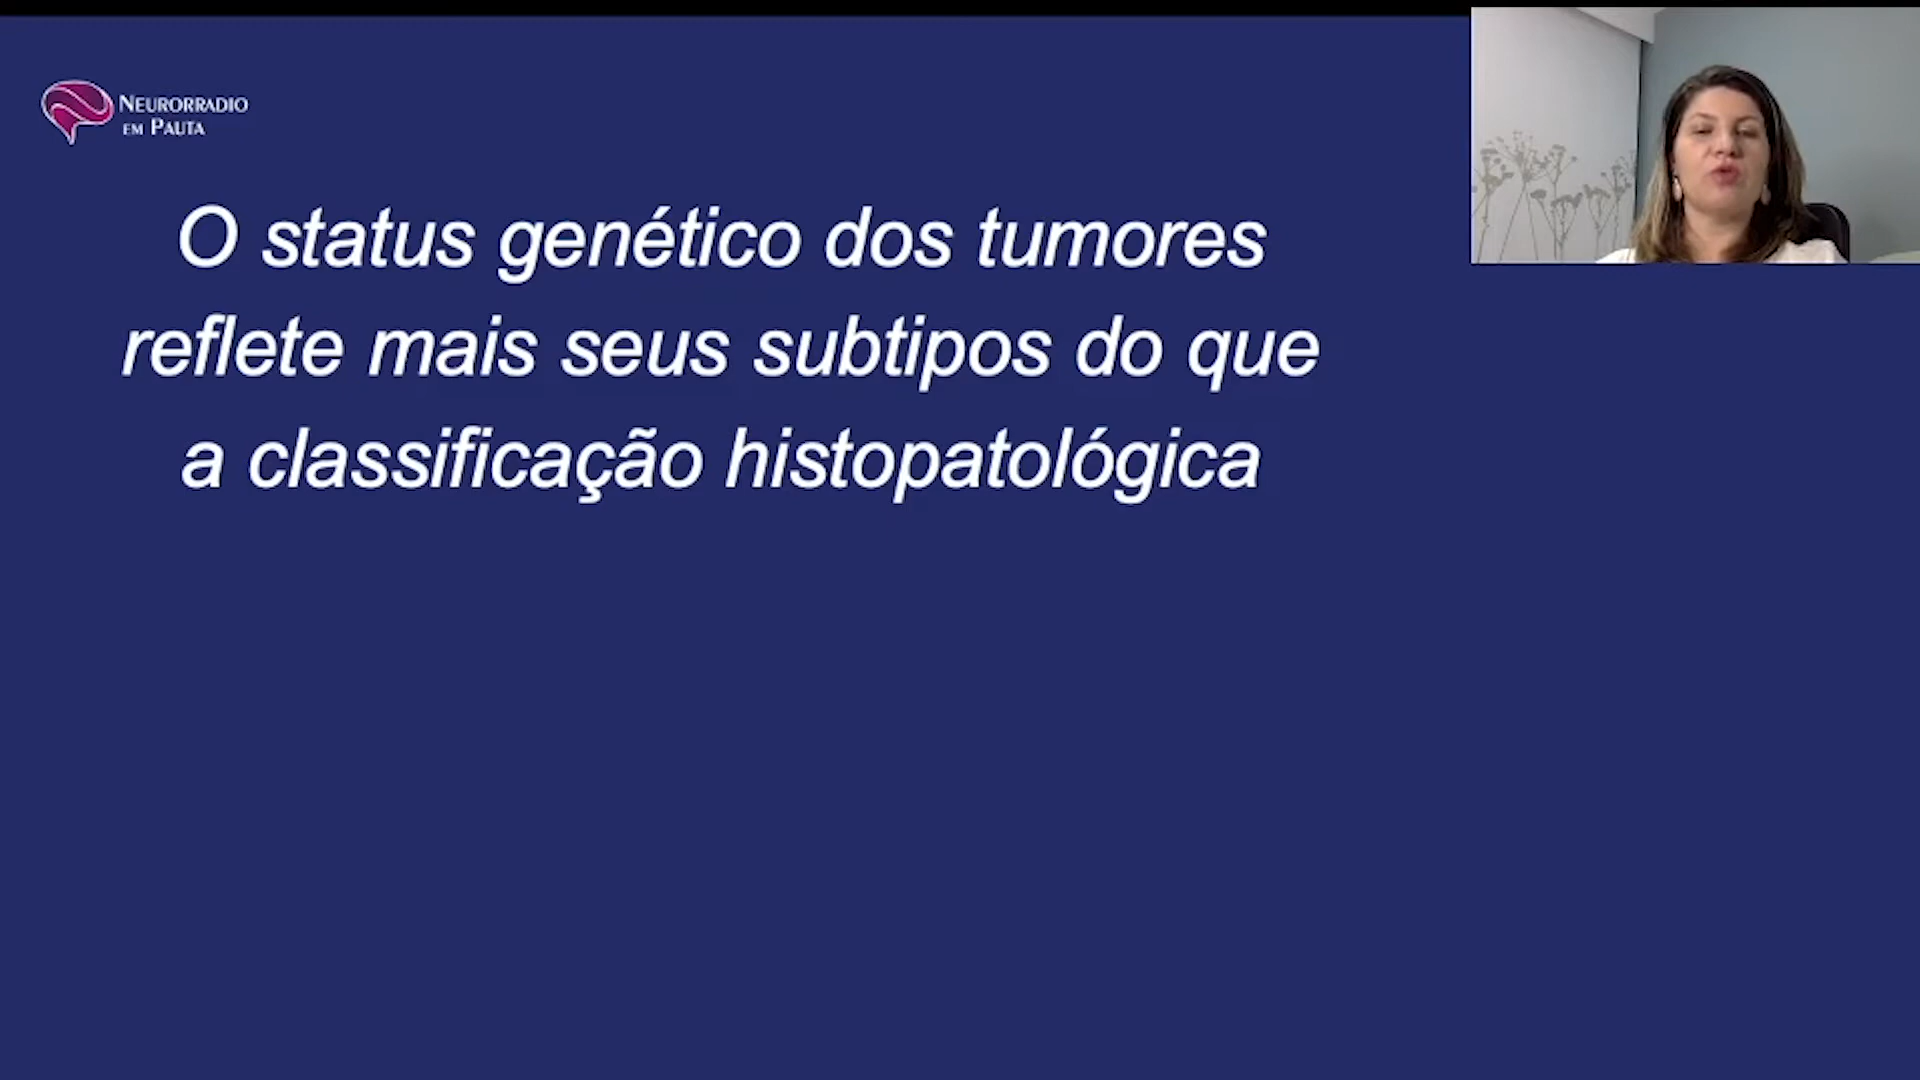 NEURORRADIO
EM PAUTA
O status genético dos tumores
reflete mais seus subtipos do que
a classificação histopatológica